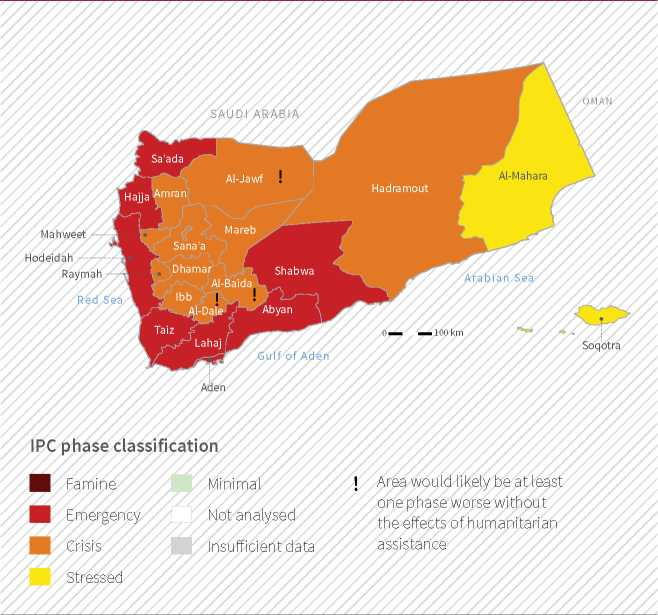 SAUDI ARABIA
OMAN
Sa'ada
Al-Jawf
!
Hadramout
Al-Mahara
Hajja
Amran
Mahweet
Mareb
Sana'a
Hodeidah
Dhamar
Shabwa
Raymah
Al-Baida
Arabian Sea
Red Sea
Ibb
!
!
Al-Dale
Abyan
Taiz
Lahaj
0
100 km
Soqotra
Gulf of Aden
Aden
IPC phase classification
Famine
Emergency
Crisis
Stressed
Minimal
Not analysed
Insufficient data
!
Area would likely be at least
one phase worse without
the effects of humanitarian
assistance